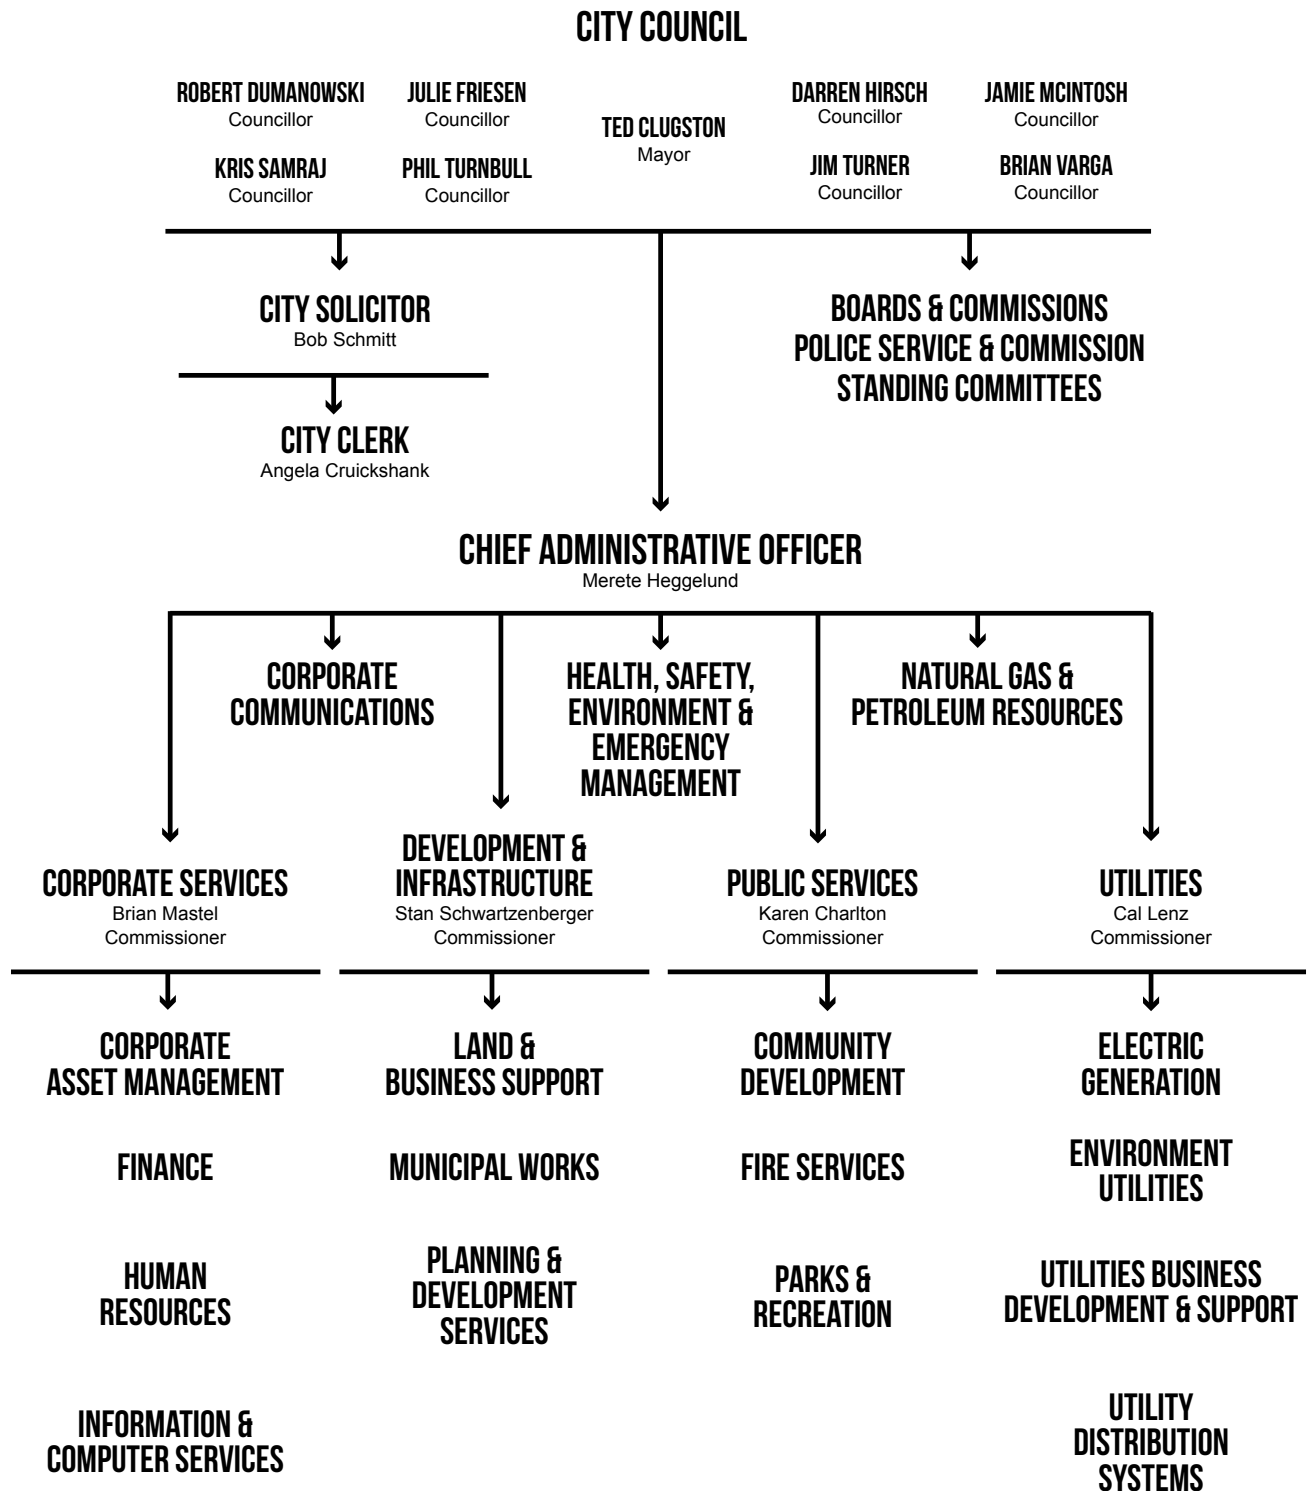 CITY COUNCIL
ROBERT DUMANOWSKI
Councillor
JULIE FRIESEN
Councillor
KRIS SAMRAJ
Councillor
PHIL TURNBULL
Councillor
TED CLUGSTON
Mayor
DARREN HIRSCH
Councillor
JAMIE MCINTOSH
Councillor
JIM TURNER
Councillor
BRIAN VARGA
Councillor
CITY SOLICITOR
Bob Schmitt
CITY CLERK
Angela Cruickshank
BOARDS & COMMISSIONS
POLICE SERVICE & COMMISSION
STANDING COMMITTEES
CHIEF ADMINISTRATIVE OFFICER
Merete Heggelund
CORPORATE
COMMUNICATIONS
HEALTH, SAFETY,
ENVIRONMENT &
EMERGENCY
MANAGEMENT
NATURAL GAS &
PETROLEUM RESOURCES
CORPORATE SERVICES
Brian Mastel
Commissioner
DEVELOPMENT &
INFRASTRUCTURE
Stan Schwartzenberger
Commissioner
PUBLIC SERVICES
Karen Charlton
Commissioner
UTILITIES
Cal Lenz
Commissioner
CORPORATE
ASSET MANAGEMENT
FINANCE
HUMAN
RESOURCES
INFORMATION &
COMPUTER SERVICES
LAND &
BUSINESS SUPPORT
MUNICIPAL WORKS
PLANNING &
DEVELOPMENT
SERVICES
COMMUNITY
DEVELOPMENT
FIRE SERVICES
PARKS &
RECREATION
ELECTRIC
GENERATION
ENVIRONMENT
UTILITIES
UTILITIES BUSINESS
DEVELOPMENT & SUPPORT
UTILITY
DISTRIBUTION
SYSTEMS